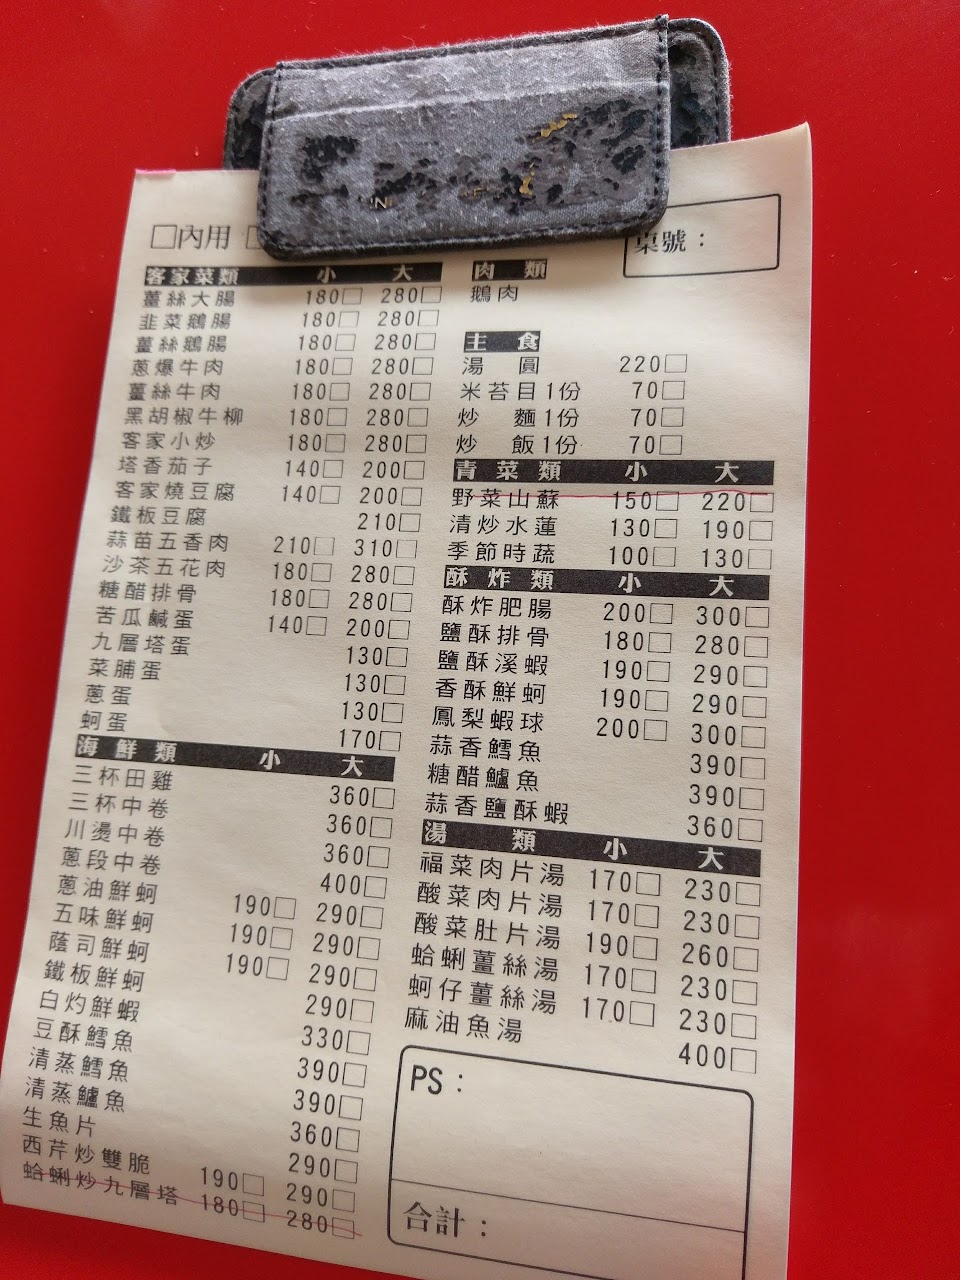 □內用 □
桌號：
客家菜類 小 大
薑絲大腸 180□ 280□
韭菜鵝腸 180□ 280□
薑絲鵝腸 180□ 280□
蔥爆牛肉 180□ 280□
薑絲牛肉 180□ 280□
黑胡椒牛柳 180□ 280□
客家小炒 180□ 280□
塔香茄子 140□ 200□
客家燒豆腐 140□ 200□
鐵板豆腐 210□
蒜苗五香肉 210□ 310□
沙茶五花肉 180□ 280□
糖醋排骨 180□ 280□
苦瓜鹹蛋 140□ 200□
九層塔蛋 130□
菜脯蛋 130□
蔥蛋 130□
蚵蛋 170□
海鮮類 小 大
三杯田雞 360□
三杯中卷 360□
川燙中卷 360□
蔥段中卷 400□
蔥油鮮蚵 190□ 290□
五味鮮蚵 190□ 290□
蔭司鮮蚵 190□ 290□
鐵板鮮蚵 290□
白灼鮮蝦 330□
豆酥鱈魚 390□
清蒸鱈魚 390□
清蒸鱸魚 360□
生魚片 290□
西芹炒雙脆 190□ 290□
蛤蜊炒九層塔 180□ 280□
肉類
鵝肉
主食
湯圓 220□
米苔目1份 70□
炒麵1份 70□
炒飯1份 70□
青菜類 小 大
野菜山蘇 150□ 220□
清炒水蓮 130□ 190□
季節時蔬 100□ 130□
酥炸類 小 大
酥炸肥腸 200□ 300□
鹽酥排骨 180□ 280□
鹽酥溪蝦 190□ 290□
香酥鮮蚵 190□ 290□
鳳梨蝦球 200□ 300□
蒜香鱈魚 390□
糖醋鱸魚 390□
蒜香鹽酥蝦 360□
湯類 小 大
福菜肉片湯 170□ 230□
酸菜肉片湯 170□ 230□
酸菜肚片湯 190□ 260□
蛤蜊薑絲湯 170□ 230□
蚵仔薑絲湯 170□ 230□
麻油魚湯 400□
PS：
合計：